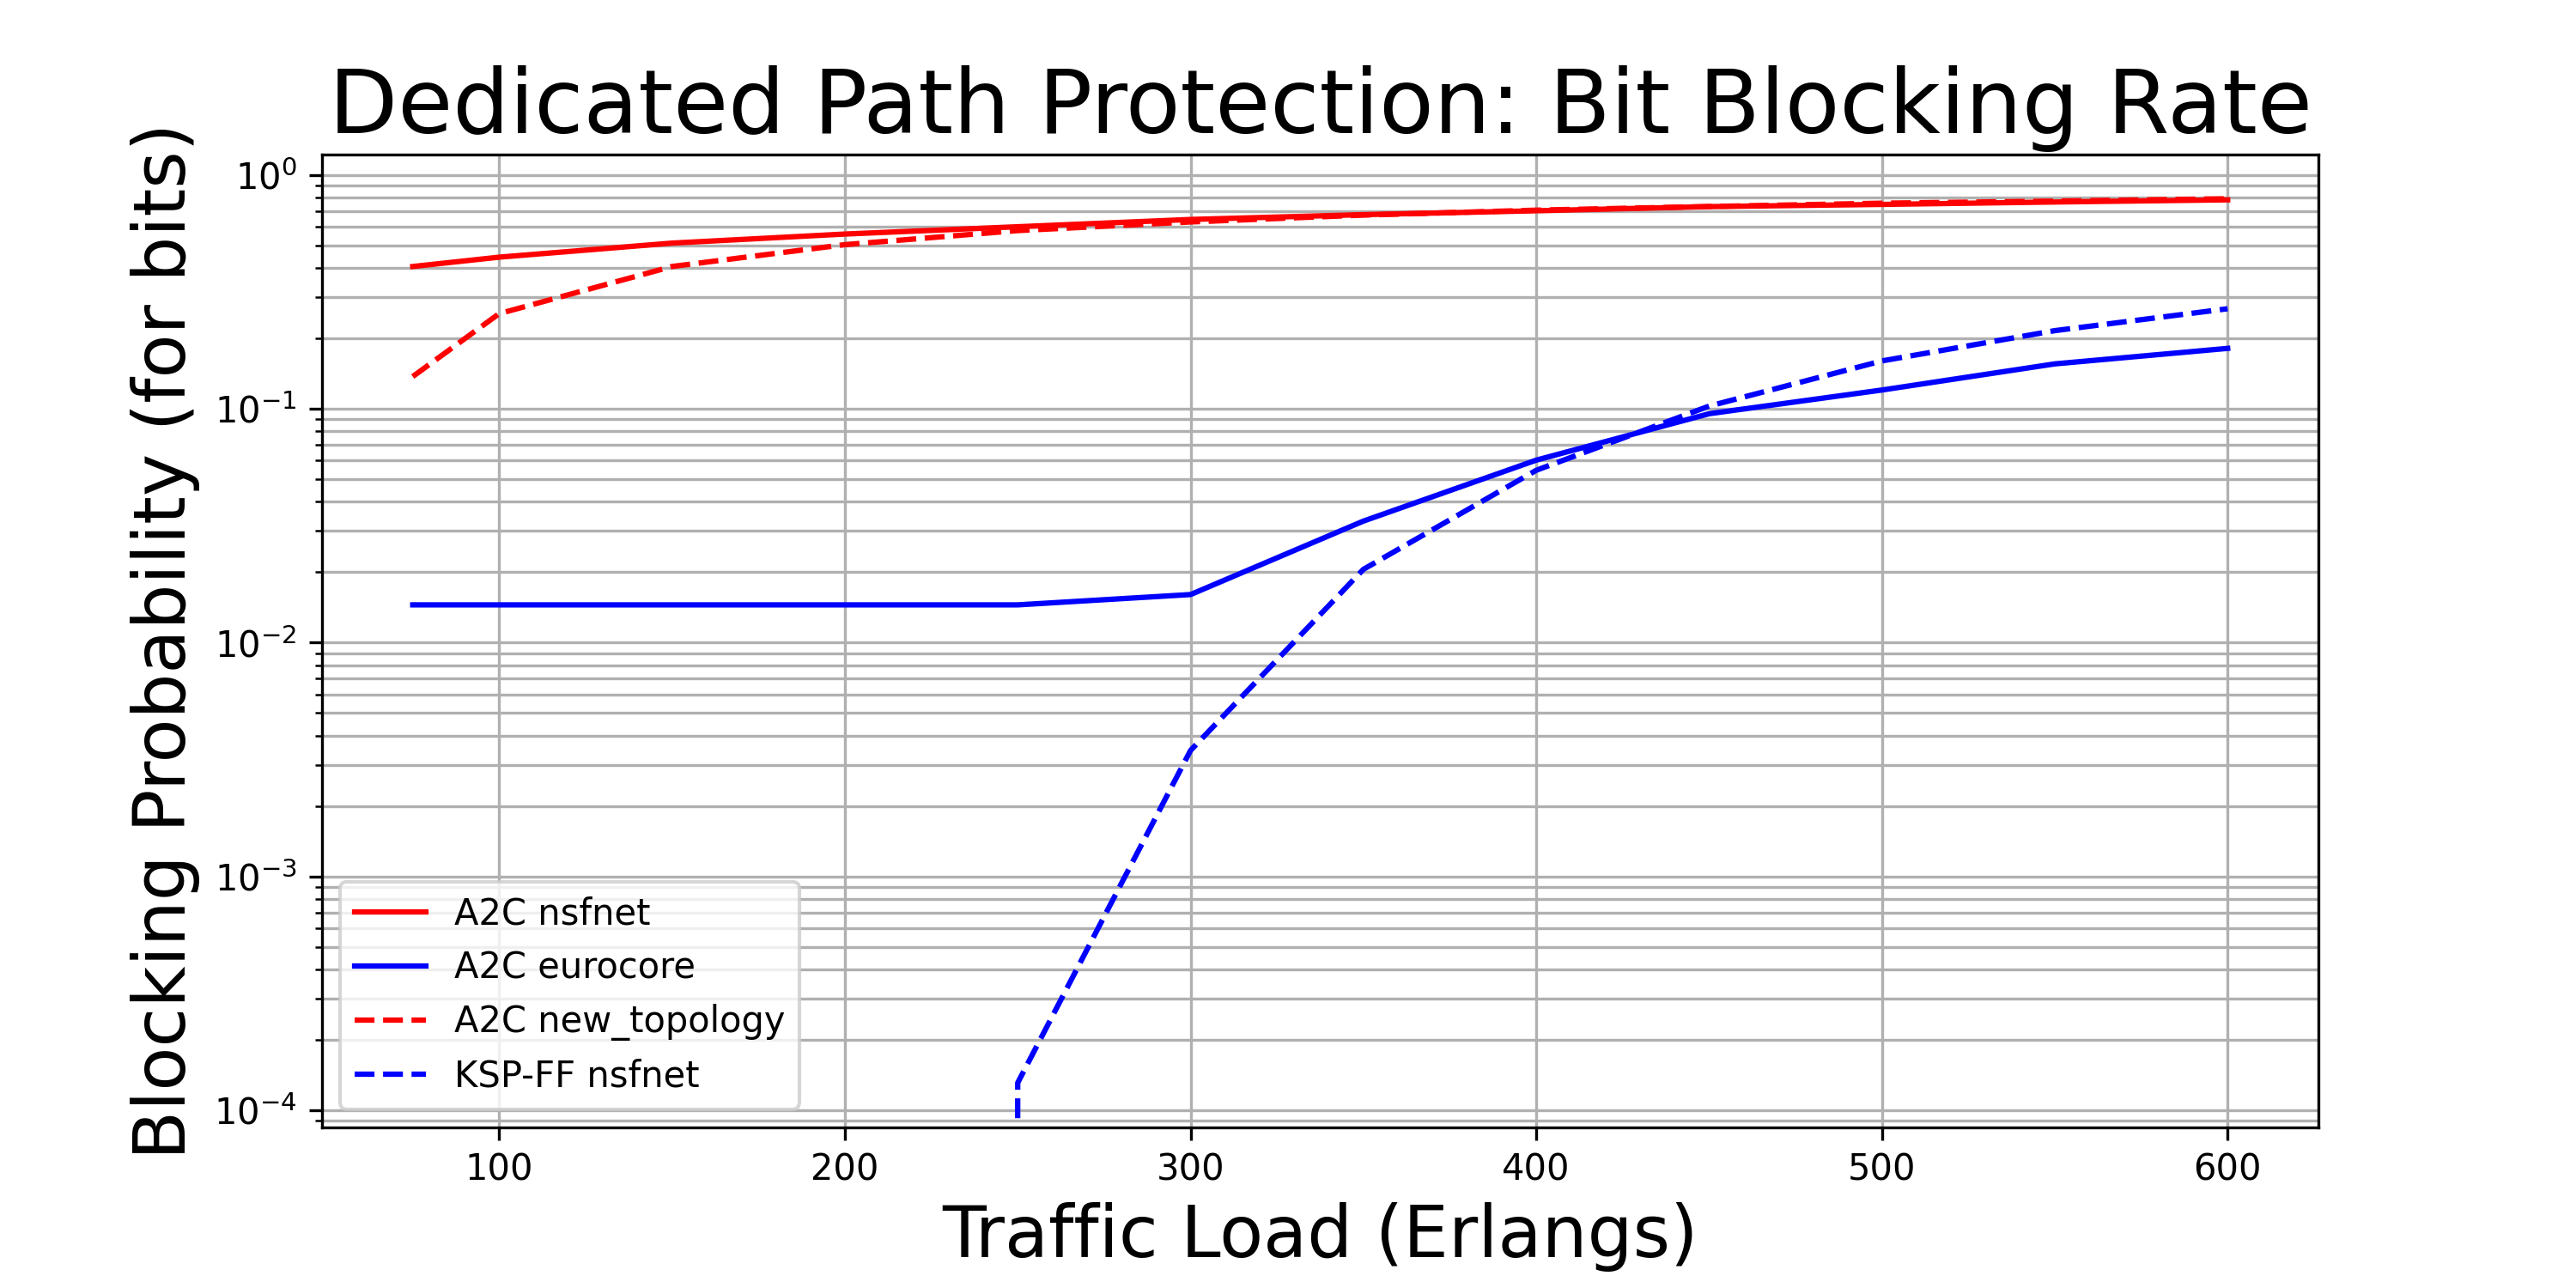 Dedicated Path Protection: Bit Blocking Rate
Blocking Probability (for bits)
10⁰
10⁻¹
10⁻²
10⁻³
10⁻⁴
A2C nsfnet
A2C eurocore
A2C new_topology
KSP-FF nsfnet
100 200 300 400 500 600
Traffic Load (Erlangs)